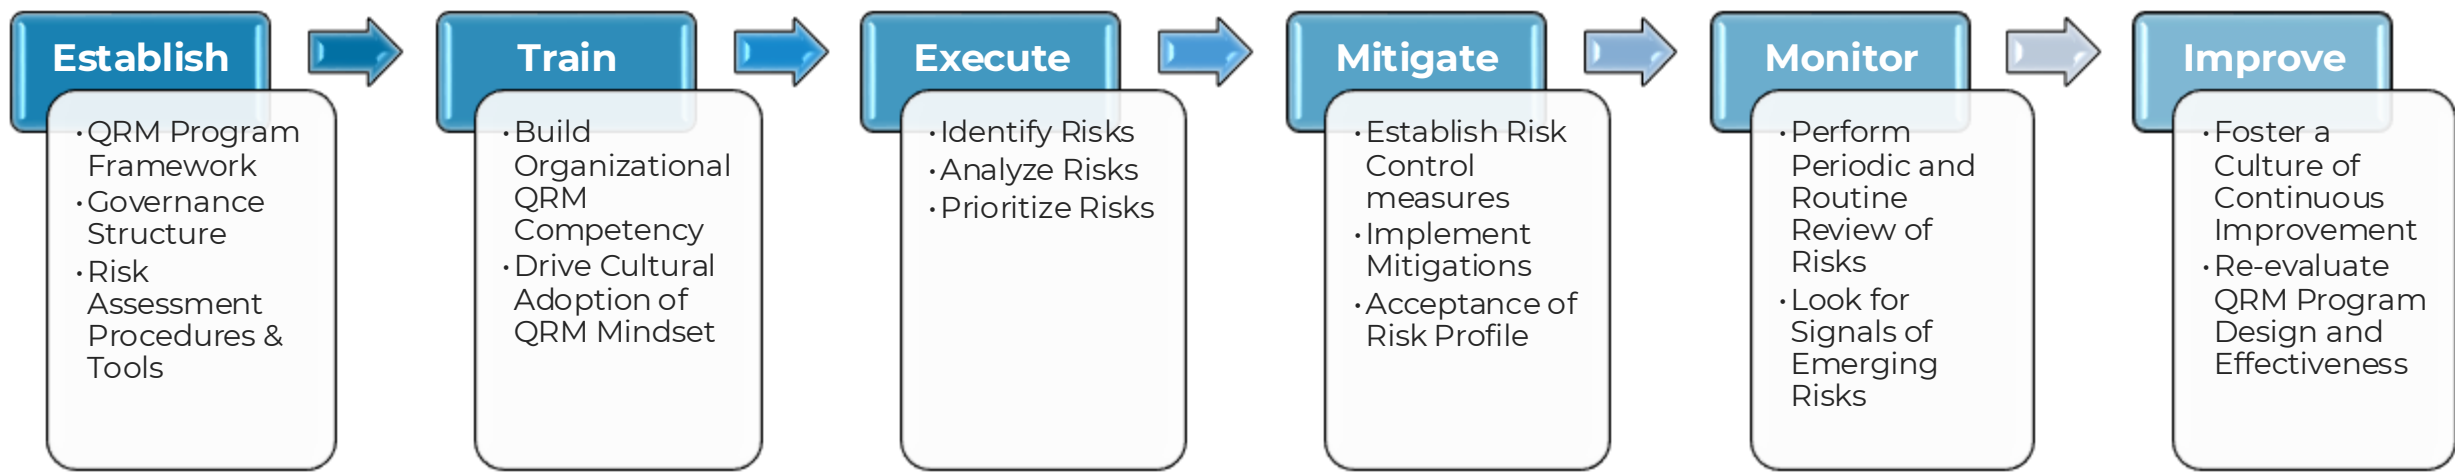 Establish
• QRM Program
Framework
• Governance
Structure
• Risk
Assessment
Procedures &
Tools
Train
• Build
Organizational
QRM
Competency
• Drive Cultural
Adoption of
QRM Mindset
Execute
• Identify Risks
• Analyze Risks
• Prioritize Risks
Mitigate
• Establish Risk
Control
measures
• Implement
Mitigations
• Acceptance of
Risk Profile
Monitor
• Perform
Periodic and
Routine
Review of
Risks
• Look for
Signals of
Emerging
Risks
Improve
• Foster a
Culture of
Continuous
Improvement
• Re-evaluate
QRM Program
Design and
Effectiveness